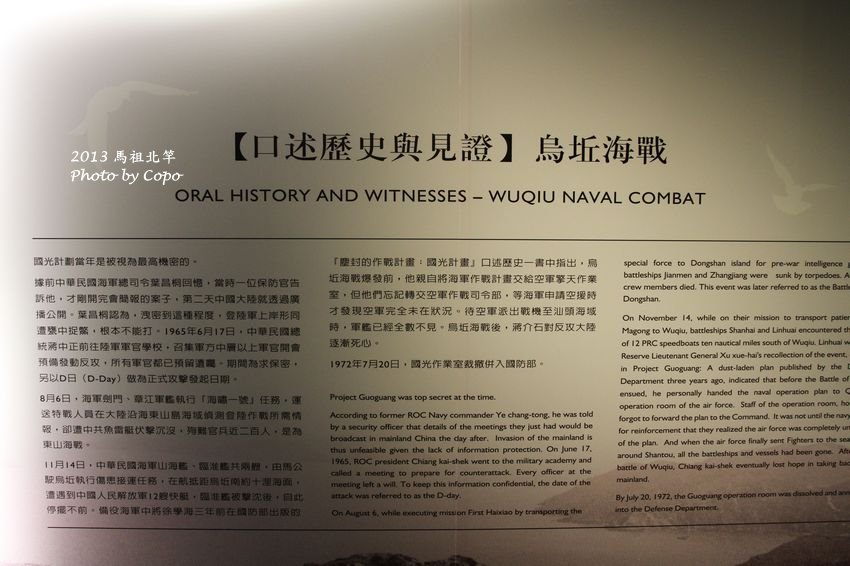 2013 馬祖北竿
Photo by Copo
【口述歷史與見證】烏坵海戰
ORAL HISTORY AND WITNESSES – WUQIU NAVAL COMBAT
國光計劃當年是被視為最高機密的。
據前中華民國海軍總司令葉昌桐回憶，當時一位保防官告
訴他，才剛開完會簡報的案子，第二天中國大陸就透過廣
播公開。葉昌桐認為，洩密到這種程度，登陸軍上岸形同
遭甕中捉鱉，根本不能打。1965年6月17日，中華民國總
統蔣中正前往陸軍軍官學校，召集軍方中層以上軍官開會
預備發動反攻，所有軍官都已預留遺囑。期間為求保密，
另以D日（D-Day）做為正式攻擊發起日期。
8月6日，海軍劍門、章江軍艦執行「海嘯一號」任務，運
送特戰人員在大陸沿海東山島海域偵測登陸作戰所需情
報，卻遭中共魚雷艇伏擊沉沒，殉難官兵近二百人，是為
東山海戰。
11月14日，中華民國海軍山海艦、臨淮艦共兩艘，由馬公
駛烏坵執行傷患接運任務，在航抵距烏坵南約十浬海面，
遭遇到中國人民解放軍12艘快艇，臨淮艦被擊沈後，自此
停擺不前。備役海軍中將徐學海三年前在國防部出版的
「塵封的作戰計畫：國光計畫」口述歷史一書中指出，烏
坵海戰爆發前，他親自將海軍作戰計畫交給空軍擎天作業
室，但他們忘記轉交空軍作戰司令部，等海軍申請空援時
才發現空軍完全未在狀況。待空軍派出戰機至汕頭海域
時，軍艦已經全數不見。烏坵海戰後，蔣介石對反攻大陸
逐漸死心。
1972年7月20日，國光作業室裁撤併入國防部。
Project Guoguang was top secret at the time.
According to former ROC Navy commander Ye chang-tong, he was told
by a security officer that details of the meetings they just had would be
broadcast in mainland China the day after. Invasion of the mainland is
thus unfeasible given the lack of information protection. On June 17,
1965, ROC president Chiang kai-shek went to the military academy and
called a meeting to prepare for counterattack. Every officer at the
meeting left a will. To keep this information confidential, the date of the
attack was referred to as the D-day.
On August 6, while executing mission First Haixiao by transporting the
special force to Dongshan island for pre-war intelligence
battleships Jianmen and Zhangjiang were sunk by torpedoes. A
crew members died. This event was later referred to as the Battle
Dongshan.
On November 14, while on their mission to transport patien
Magong to Wuqiu, battleships Shanhai and Linhuai encountered th
of 12 PRC speedboats ten nautical miles south of Wuqiu. Linhuai w
Reserve Lieutenant General Xu xue-hai's recollection of the event,
in Project Guoguang: A dust-laden plan published by the D
Department three years ago, indicated that before the Battle of
ensued, he personally handed the naval operation plan to Q
operation room of the air force. Staff of the operation room, ho
forgot to forward the plan to the Command. It was not until the navy
for reinforcement that they realized the air force was completely un
of the plan. And when the air force finally sent Fighters to the sea
around Shantou, all the battleships and vessels had been gone. Afte
battle of Wuqiu, Chiang kai-shek eventually lost hope in taking bac
mainland.
By July 20, 1972, the Guoguang operation room was dissolved and ann
into the Defense Department.